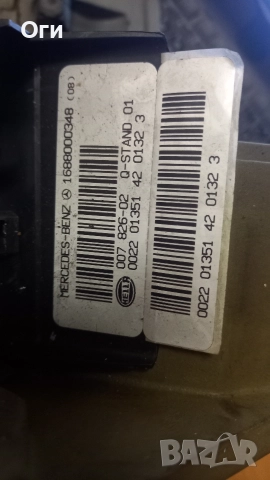 Оги
MERCEDES-BENZ 1688000348 (08)
007 826-02 Q-STAND 01
0022 01351 42 0132 3
HELLA
0022 01351 42 0132 3
BAZAR.BG